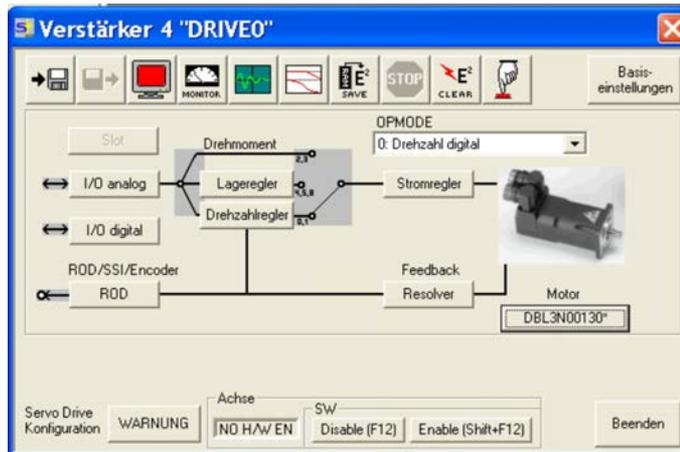 Verstärker 4 "DRIVE0"
MONITOR
E² SAVE
STOP
E² CLEAR
Basis-
einstellungen
OPMODE
Slot
Drehmoment
0: Drehzahl digital
2,3
I/O analog
Lageregler
4,5,8
Stromregler
Drehzahlregler
0,1
I/O digital
ROD/SSI/Encoder
Feedback
ROD
Resolver
Motor
DBL3N00130*
Achse
SW
Servo Drive
Konfiguration
WARNUNG
NO H/W EN
Disable (F12)
Enable (Shift+F12)
Beenden